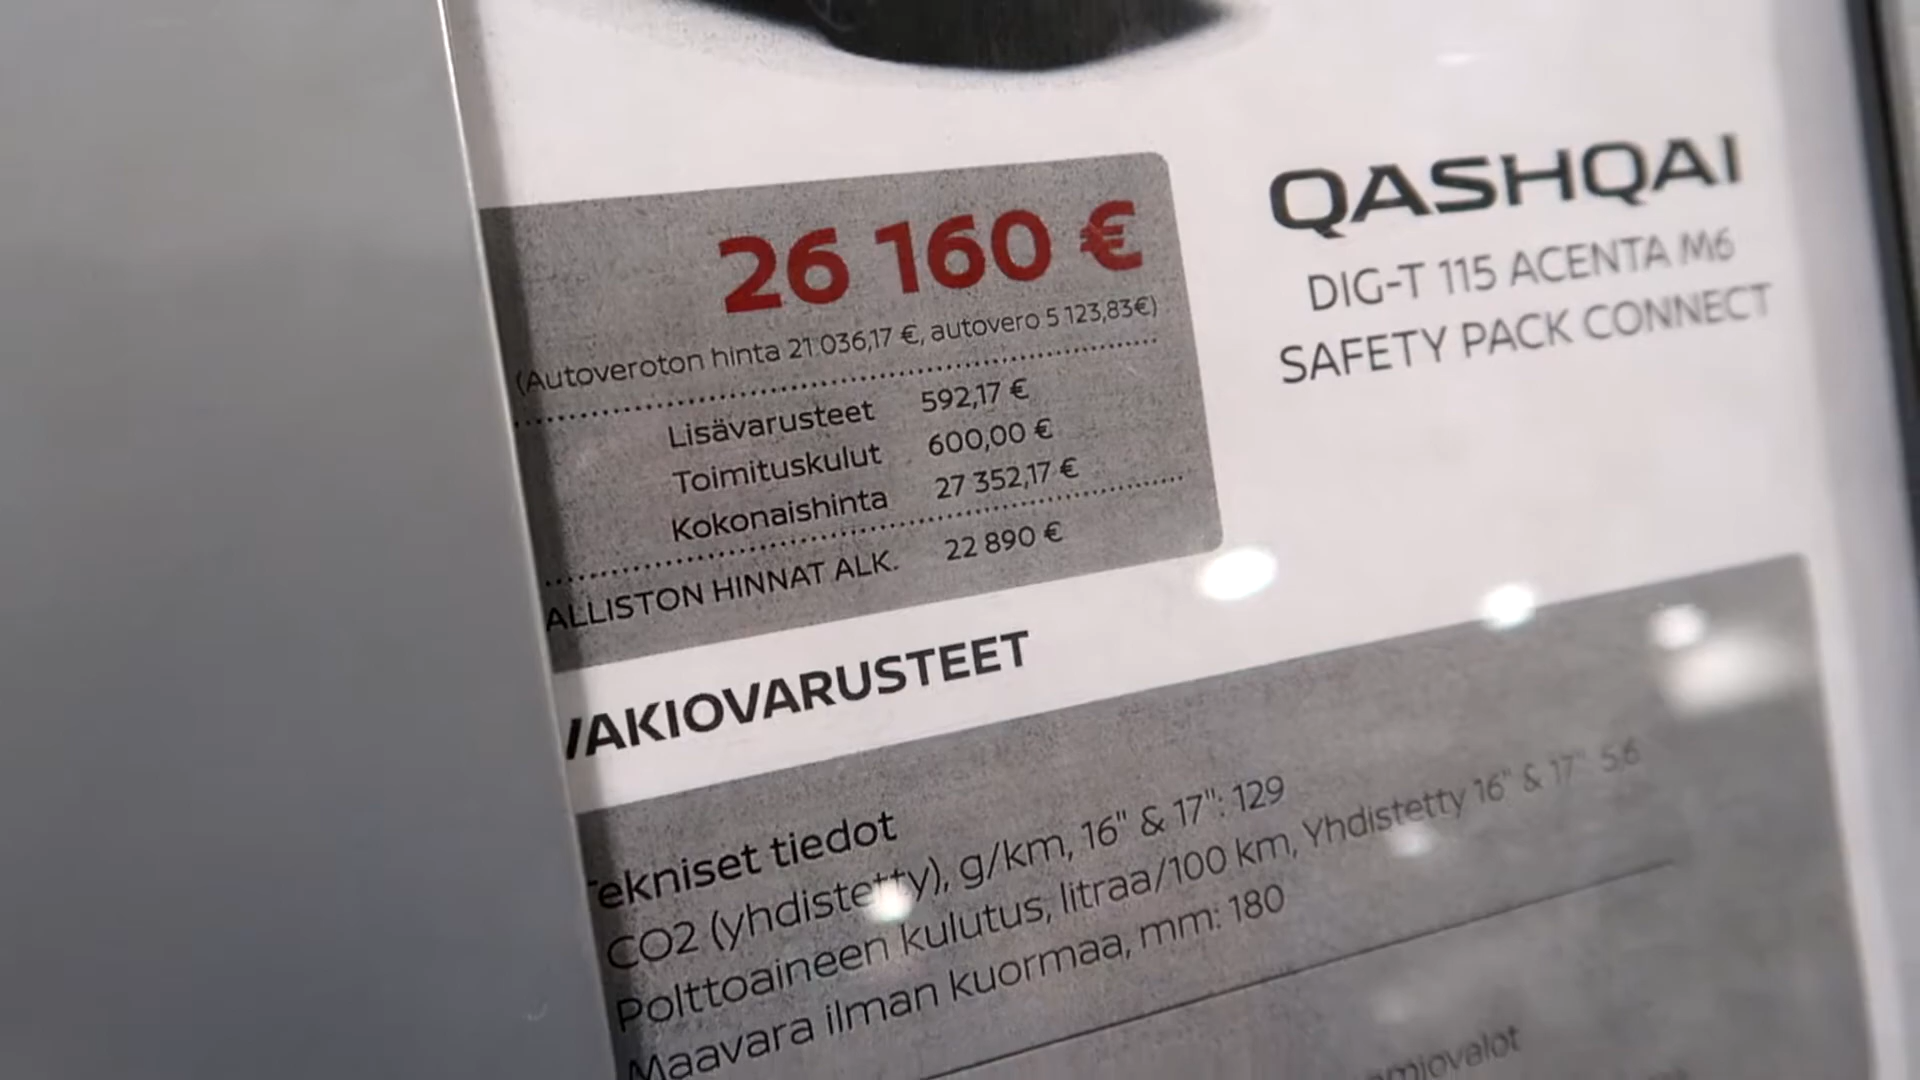 26 160 €
(Autoveroton hinta 21 036,17 €, autovero 5 123,83€)
Lisävarusteet 592,17 €
Toimituskulut 600,00 €
Kokonaishinta 27 352,17 €
ALLISTON HINNAT ALK. 22 890 €
QASHQAI
DIG-T 115 ACENTA M6
SAFETY PACK CONNECT
VAKIOVARUSTEET
ekniset tiedot
CO2 (yhdistetty), g/km, 16" & 17": 129
Polttoaineen kulutus, litraa/100 km, Yhdistetty 16" & 17" 5,6
Maavara ilman kuormaa, mm: 180